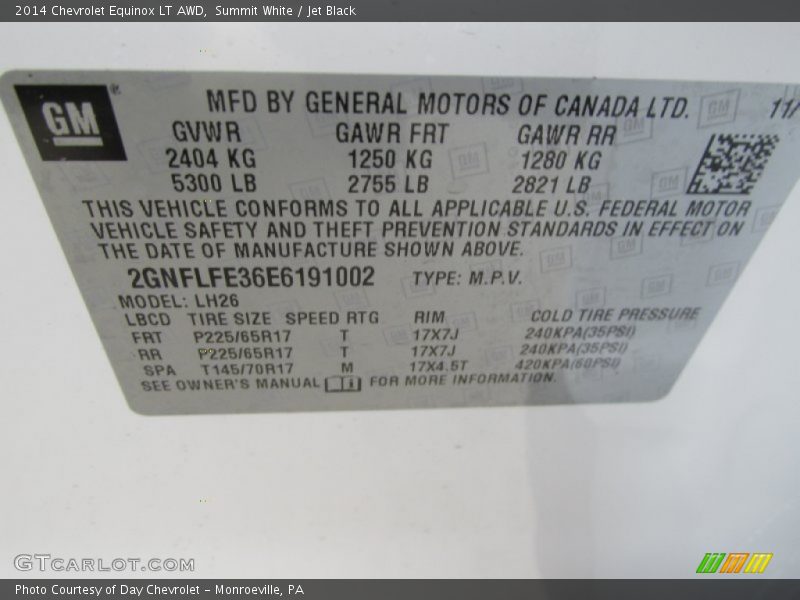 2014 Chevrolet Equinox LT AWD, Summit White / Jet Black
GM
MFD BY GENERAL MOTORS OF CANADA LTD. 11/
GVWR GAWR FRT GAWR RR
2404 KG 1250 KG 1280 KG
5300 LB 2755 LB 2821 LB
THIS VEHICLE CONFORMS TO ALL APPLICABLE U.S. FEDERAL MOTOR
VEHICLE SAFETY AND THEFT PREVENTION STANDARDS IN EFFECT ON
THE DATE OF MANUFACTURE SHOWN ABOVE.
2GNFLFE36E6191002 TYPE: M.P.V.
MODEL: LH26
LBCD TIRE SIZE SPEED RTG RIM COLD TIRE PRESSURE
FRT P225/65R17 T 17X7J 240KPA(35PSI)
RR P225/65R17 T 17X7J 240KPA(35PSI)
SPA T145/70R17 M 17X4.5T 420KPA(60PSI)
SEE OWNER'S MANUAL FOR MORE INFORMATION.
GTCARLOT.COM
Photo Courtesy of Day Chevrolet – Monroeville, PA